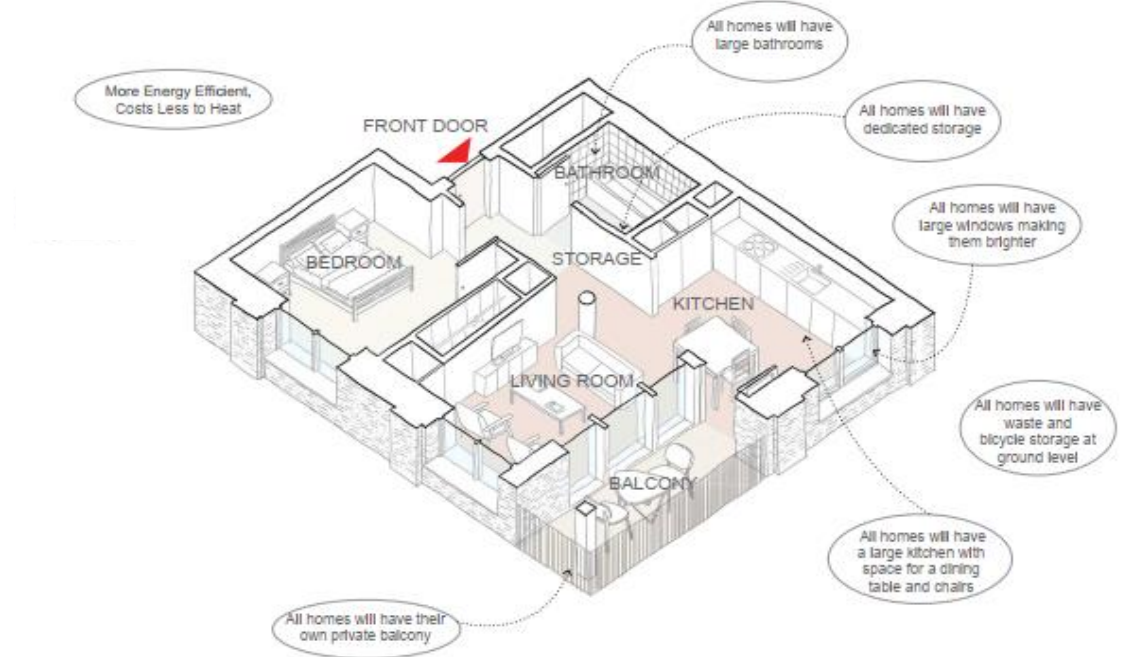 All homes will have
large bathrooms
More Energy Efficient,
Costs Less to Heat
All homes will have
dedicated storage
FRONT DOOR
BATHROOM
All homes will have
large windows making
them brighter
BEDROOM
STORAGE
KITCHEN
LIVING ROOM
All homes will have
waste and
bicycle storage at
ground level
BALCONY
All homes will have
a large kitchen with
space for a dining
table and chairs
All homes will have their
own private balcony